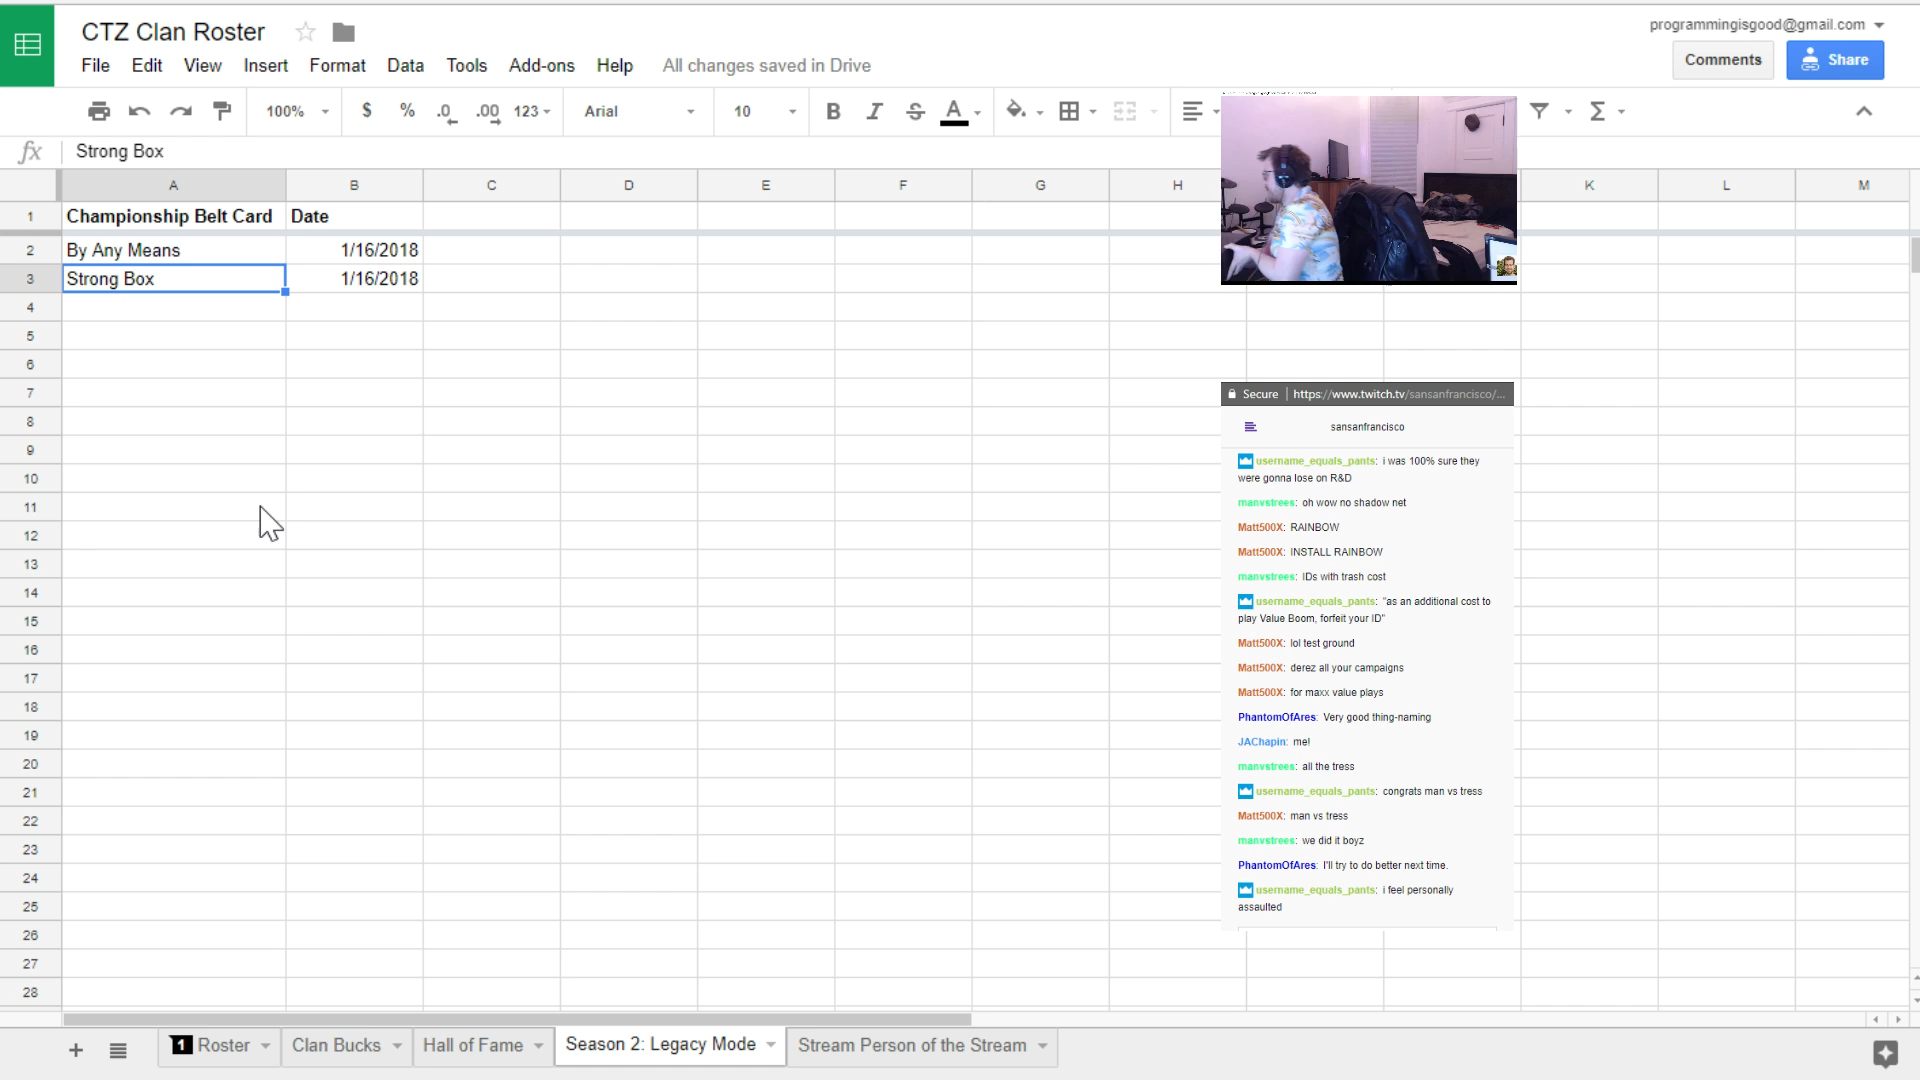 CTZ Clan Roster
programmingisgood@gmail.com
File Edit View Insert Format Data Tools Add-ons Help All changes saved in Drive
Comments
Share
100% $ % .0 .00 123 Arial 10 B I S A
fx Strong Box
A B C D E F G H K L M
1 Championship Belt Card Date
2 By Any Means 1/16/2018
3 Strong Box 1/16/2018
4
5
6
7
8
9
10
11
12
13
14
15
16
17
18
19
20
21
22
23
24
25
26
27
28
Secure https://www.twitch.tv/sansanfrancisco/...
sansanfrancisco
username_equals_pants: i was 100% sure they
were gonna lose on R&D
manvstrees: oh wow no shadow net
Matt500X: RAINBOW
Matt500X: INSTALL RAINBOW
manvstrees: IDs with trash cost
username_equals_pants: "as an additional cost to
play Value Boom, forfeit your ID"
Matt500X: lol test ground
Matt500X: derez all your campaigns
Matt500X: for maxx value plays
PhantomOfAres: Very good thing-naming
JAChapin: me!
manvstrees: all the tress
username_equals_pants: congrats man vs tress
Matt500X: man vs tress
manvstrees: we did it boyz
PhantomOfAres: I'll try to do better next time.
username_equals_pants: i feel personally
assaulted
1 Roster Clan Bucks Hall of Fame Season 2: Legacy Mode Stream Person of the Stream